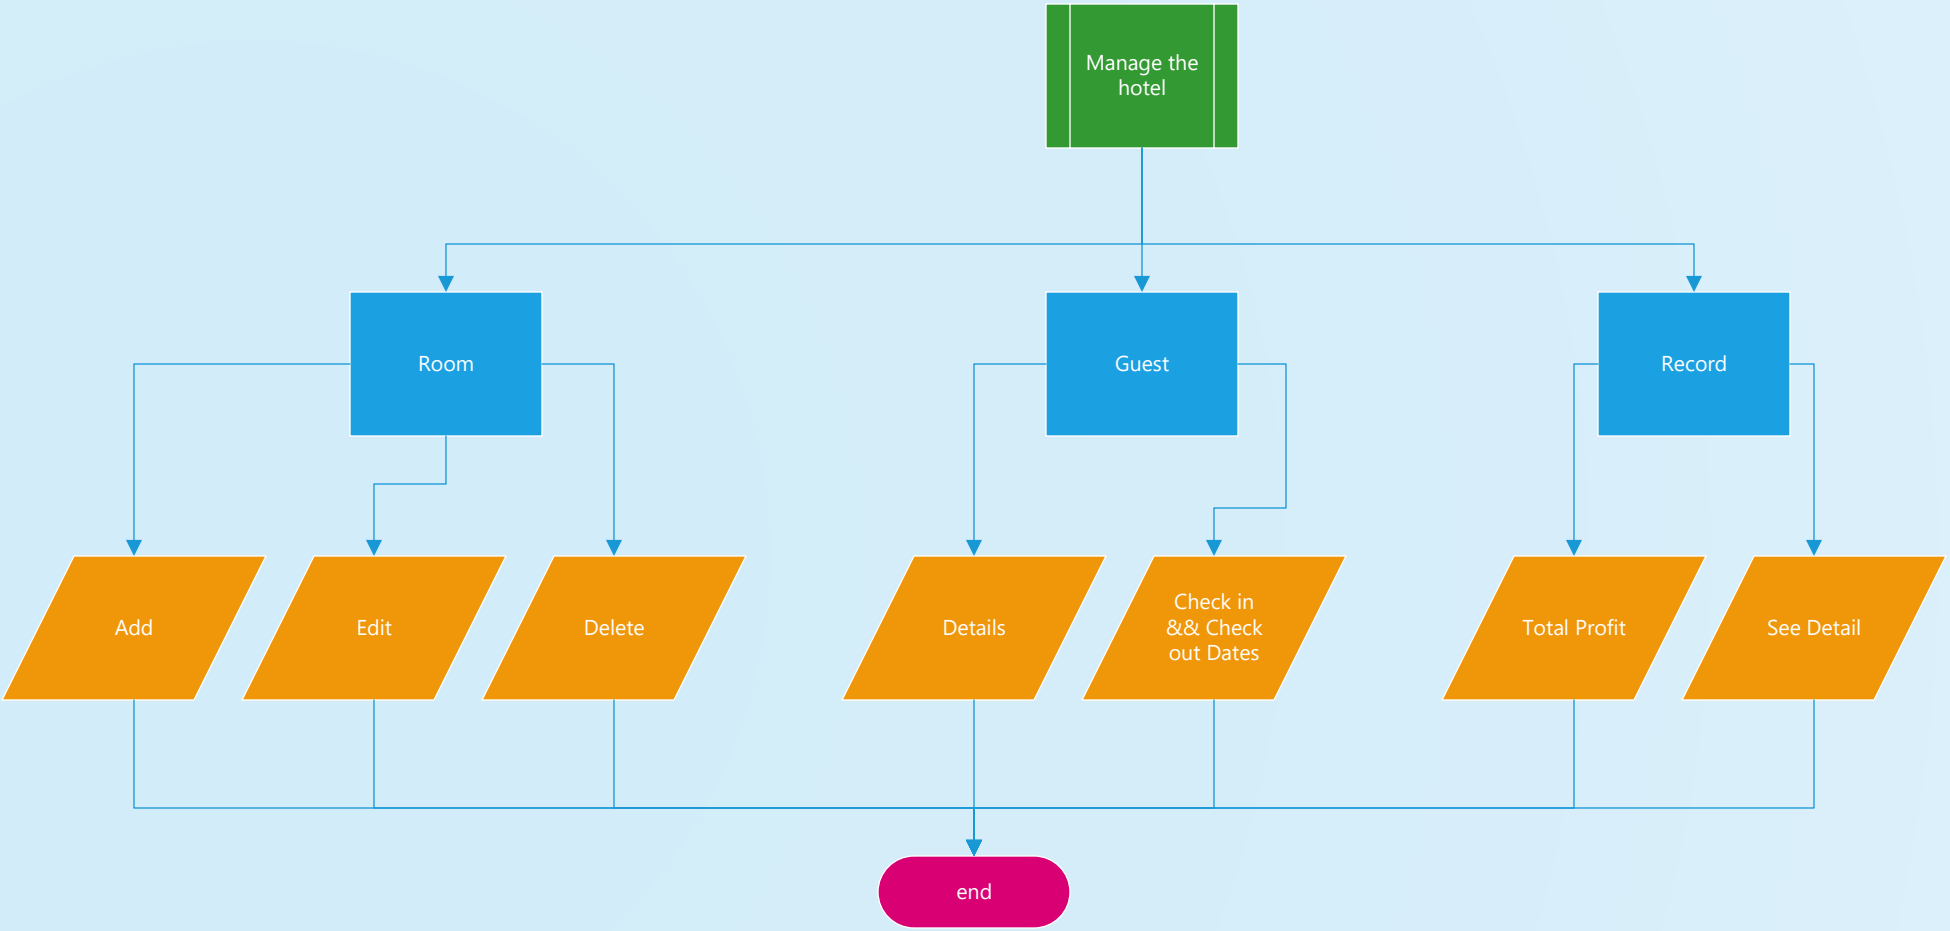 Manage the
hotel
Room
Guest
Record
Add
Edit
Delete
Details
Check in
&& Check
out Dates
Total Profit
See Detail
end